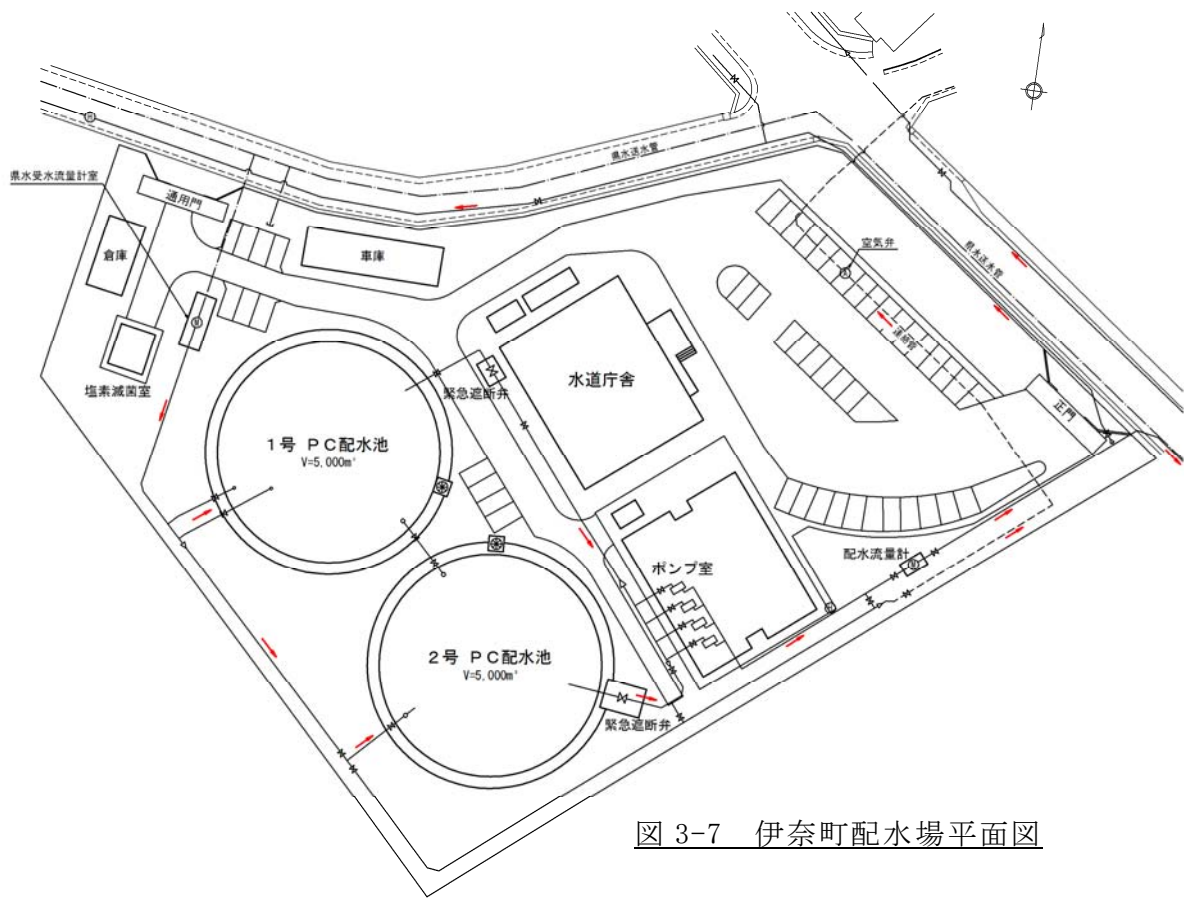 県水送水管
県水受水流量計室
通用門
倉庫
車庫
空気弁
県水送水管
連絡管
水道庁舎
塩素滅菌室
緊急遮断弁
正門
1号 PC配水池
V=5,000m³
配水流量計
ポンプ室
2号 PC配水池
V=5,000m³
緊急遮断弁
図 3-7 伊奈町配水場平面図